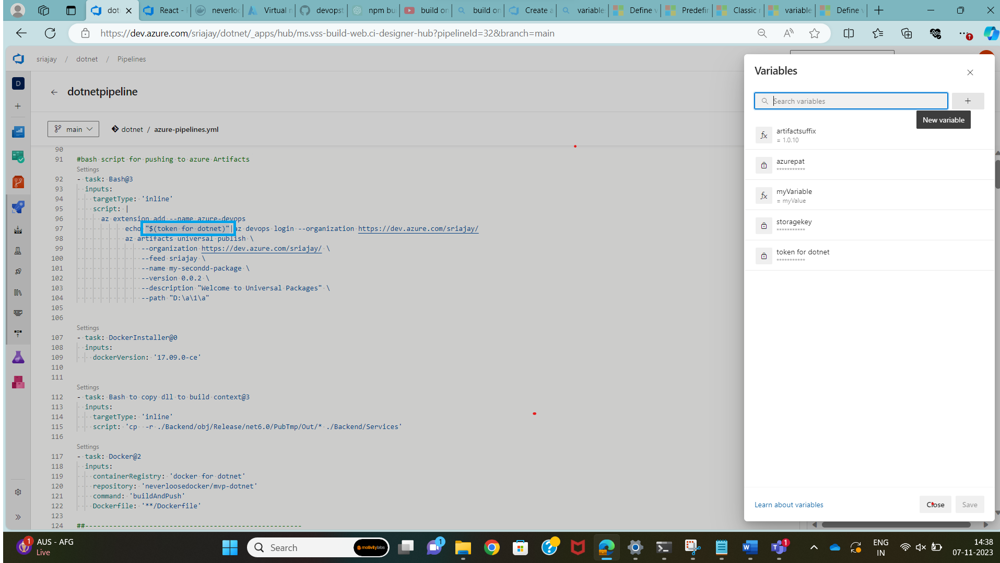 dot
React -
neverloo
Virtual n
devopst
npm bu
build on
build on
Create a
variable
Define v
Predefin
Classic r
variable
Define v
https://dev.azure.com/sriajay/dotnet/_apps/hub/ms.vss-build-web.ci-designer-hub?pipelineId=32&branch=main
sriajay / dotnet / Pipelines
D
dotnetpipeline
main
dotnet / azure-pipelines.yml
90
91 #bash script for pushing to azure Artifacts
Settings
92 - task: Bash@3
93 inputs:
94 targetType: 'inline'
95 script: |
96 az extension add --name azure-devops
97 echo "$(token for dotnet)"|az devops login --organization https://dev.azure.com/sriajay/
98 az artifacts universal publish \
99 --organization https://dev.azure.com/sriajay/ \
100 --feed sriajay \
101 --name my-secondd-package \
102 --version 0.0.2 \
103 --description "Welcome to Universal Packages" \
104 --path "D:\a\1\a"
105
106
Settings
107 - task: DockerInstaller@0
108 inputs:
109 dockerVersion: '17.09.0-ce'
110
111
Settings
112 - task: Bash to copy dll to build context@3
113 inputs:
114 targetType: 'inline'
115 script: 'cp -r ./Backend/obj/Release/net6.0/PubTmp/Out/* ./Backend/Services'
116
Settings
117 - task: Docker@2
118 inputs:
119 containerRegistry: 'docker for dotnet'
120 repository: 'neverloosedocker/mvp-dotnet'
121 command: 'buildAndPush'
122 Dockerfile: '**/Dockerfile'
123
124 ##------------------------------------------------------
Variables
Search variables
New variable
artifactsuffix
= 1.0.10
azurepat
***********
myVariable
= myValue
storagekey
***********
token for dotnet
***********
Learn about variables
Close
Save
1
AUS - AFG
Live
Search
motivitylabs
1
1
ENG
IN
14:38
07-11-2023